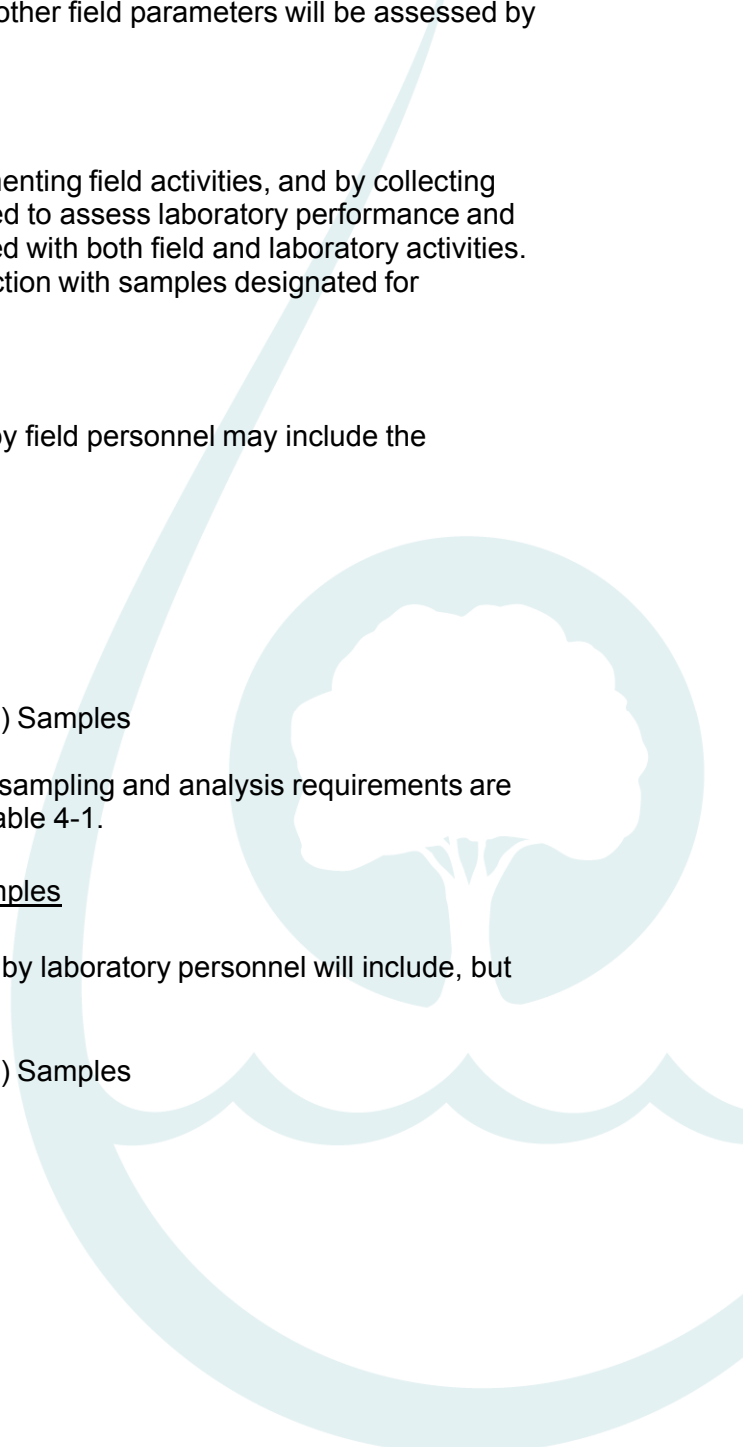 other field parameters will be assessed by
enting field activities, and by collecting
ed to assess laboratory performance and
ed with both field and laboratory activities.
ction with samples designated for
by field personnel may include the
) Samples
sampling and analysis requirements are
able 4-1.
mples
by laboratory personnel will include, but
) Samples